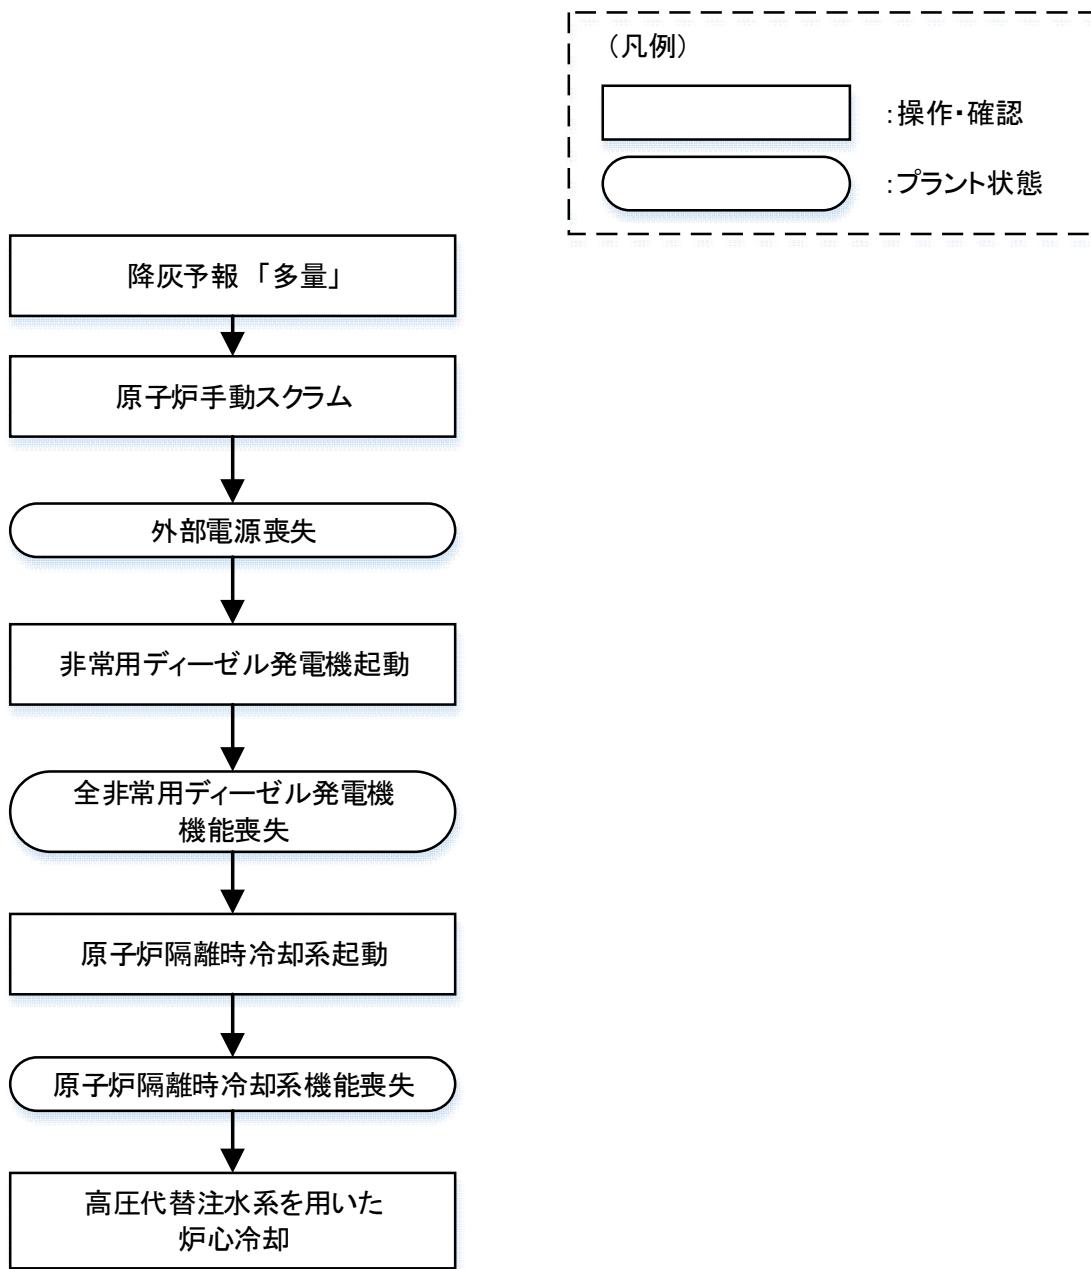 (凡例)
:操作・確認
:プラント状態
降灰予報 「多量」
原子炉手動スクラム
外部電源喪失
非常用ディーゼル発電機起動
全非常用ディーゼル発電機
機能喪失
原子炉隔離時冷却系起動
原子炉隔離時冷却系機能喪失
高圧代替注水系を用いた
炉心冷却